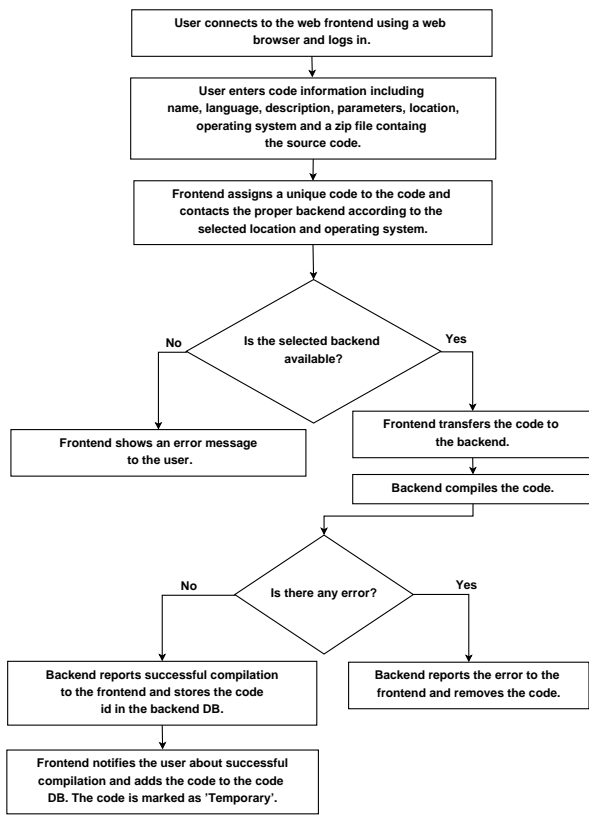 User connects to the web frontend using a web
browser and logs in.
User enters code information including
name, language, description, parameters, location,
operating system and a zip file containg
the source code.
Frontend assigns a unique code to the code and
contacts the proper backend according to the
selected location and operating system.
Is the selected backend
available?
No
Yes
Frontend shows an error message
to the user.
Frontend transfers the code to
the backend.
Backend compiles the code.
Is there any error?
No
Yes
Backend reports successful compilation
to the frontend and stores the code
id in the backend DB.
Backend reports the error to the
frontend and removes the code.
Frontend notifies the user about successful
compilation and adds the code to the code
DB. The code is marked as ’Temporary’.